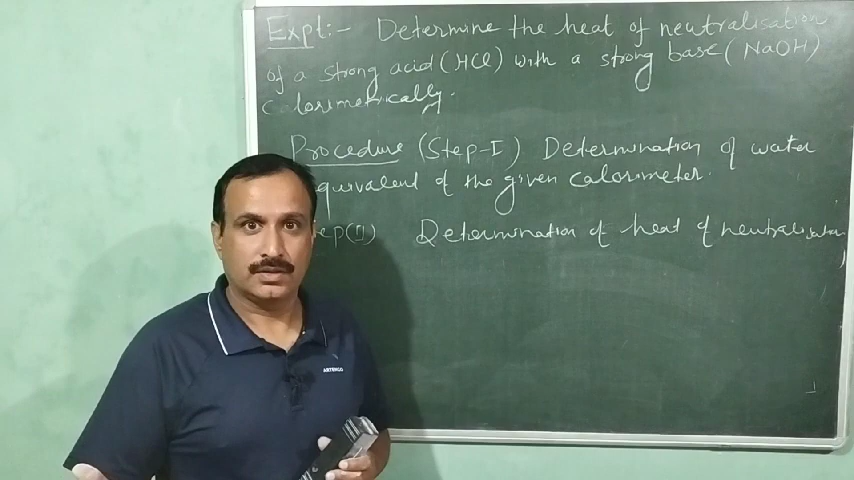 Expt:- Determine the heat of neutralisation
of a strong acid (HCl) with a strong base (NaOH)
Calorimetrically.
Procedure (Step-I) Determination of water
equivalent of the given calorimeter.
Step (II) Determination of heat of neutralisation
ARTENGO